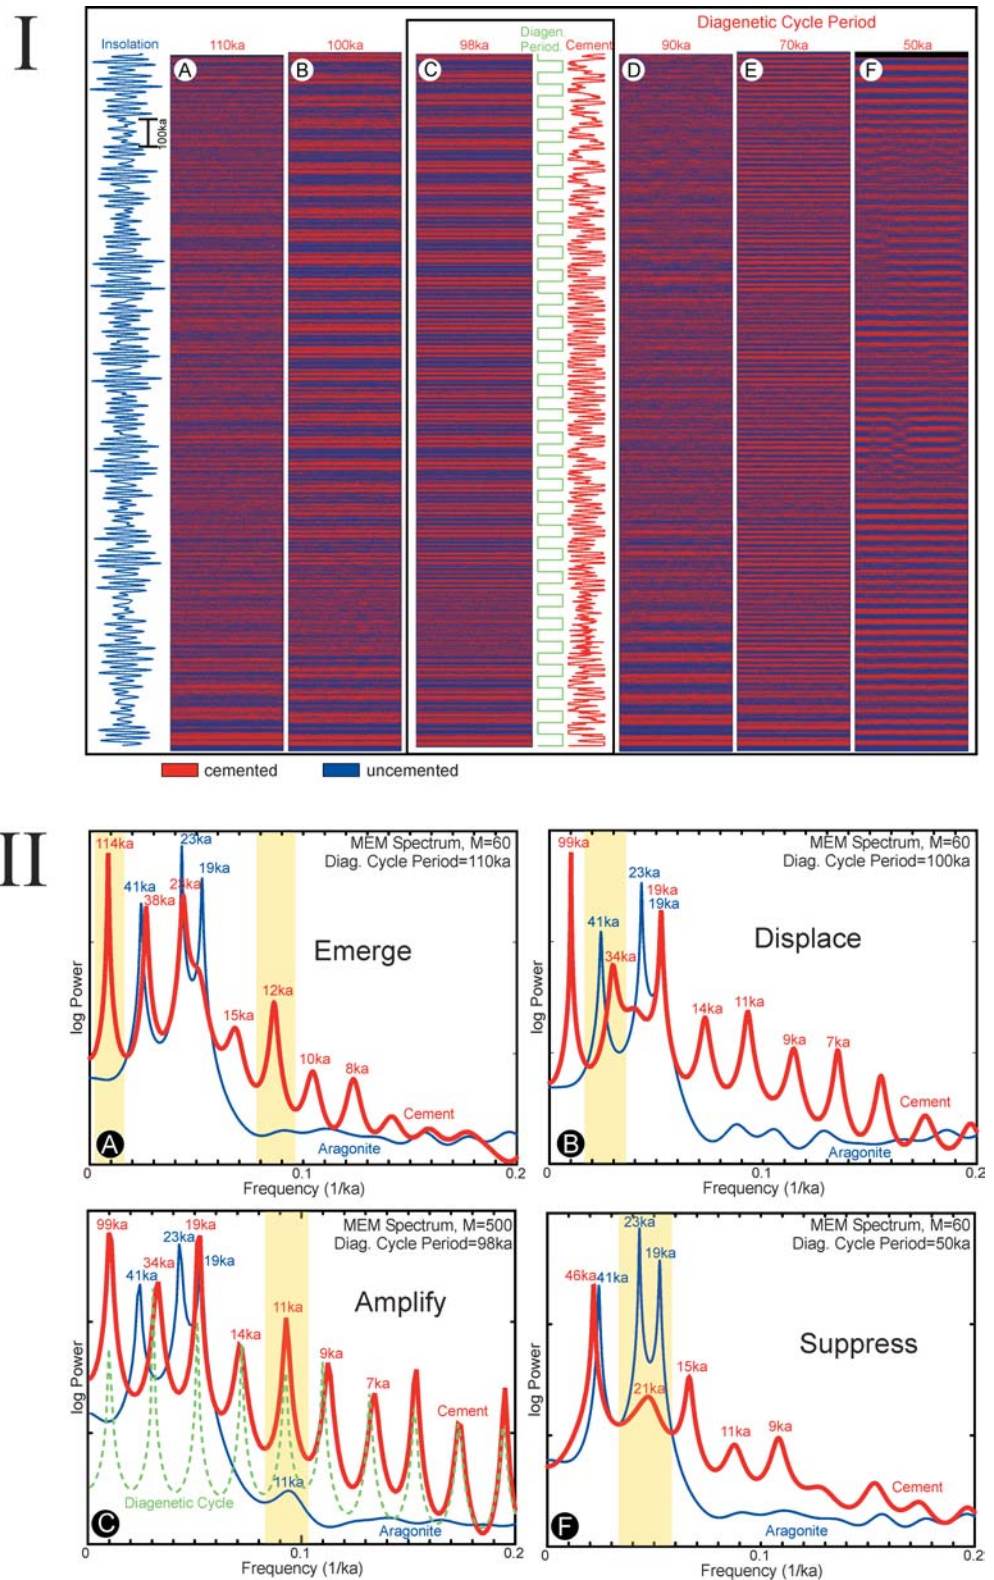 I
Diagenetic Cycle Period
Insolation
110ka
100ka
98ka
Diagen.
Period.
Cement
90ka
70ka
50ka
A
B
C
D
E
F
100ka
cemented
uncemented
II
MEM Spectrum, M=60
Diag. Cycle Period=110ka
114ka
41ka
38ka
23ka
23ka
19ka
Emerge
15ka
12ka
10ka
8ka
Cement
Aragonite
A
log Power
0
0.1
0.2
Frequency (1/ka)
MEM Spectrum, M=60
Diag. Cycle Period=100ka
99ka
41ka
34ka
23ka
19ka
19ka
Displace
14ka
11ka
9ka
7ka
Cement
Aragonite
B
log Power
0
0.1
0.2
Frequency (1/ka)
MEM Spectrum, M=500
Diag. Cycle Period=98ka
99ka
41ka
34ka
23ka
19ka
19ka
Amplify
14ka
11ka
9ka
7ka
Cement
11ka
Diagenetic Cycle
Aragonite
C
log Power
0
0.1
0.2
Frequency (1/ka)
MEM Spectrum, M=60
Diag. Cycle Period=50ka
46ka
41ka
23ka
19ka
Suppress
21ka
15ka
11ka
9ka
Cement
Aragonite
F
log Power
0
0.1
0.2
Frequency (1/ka)